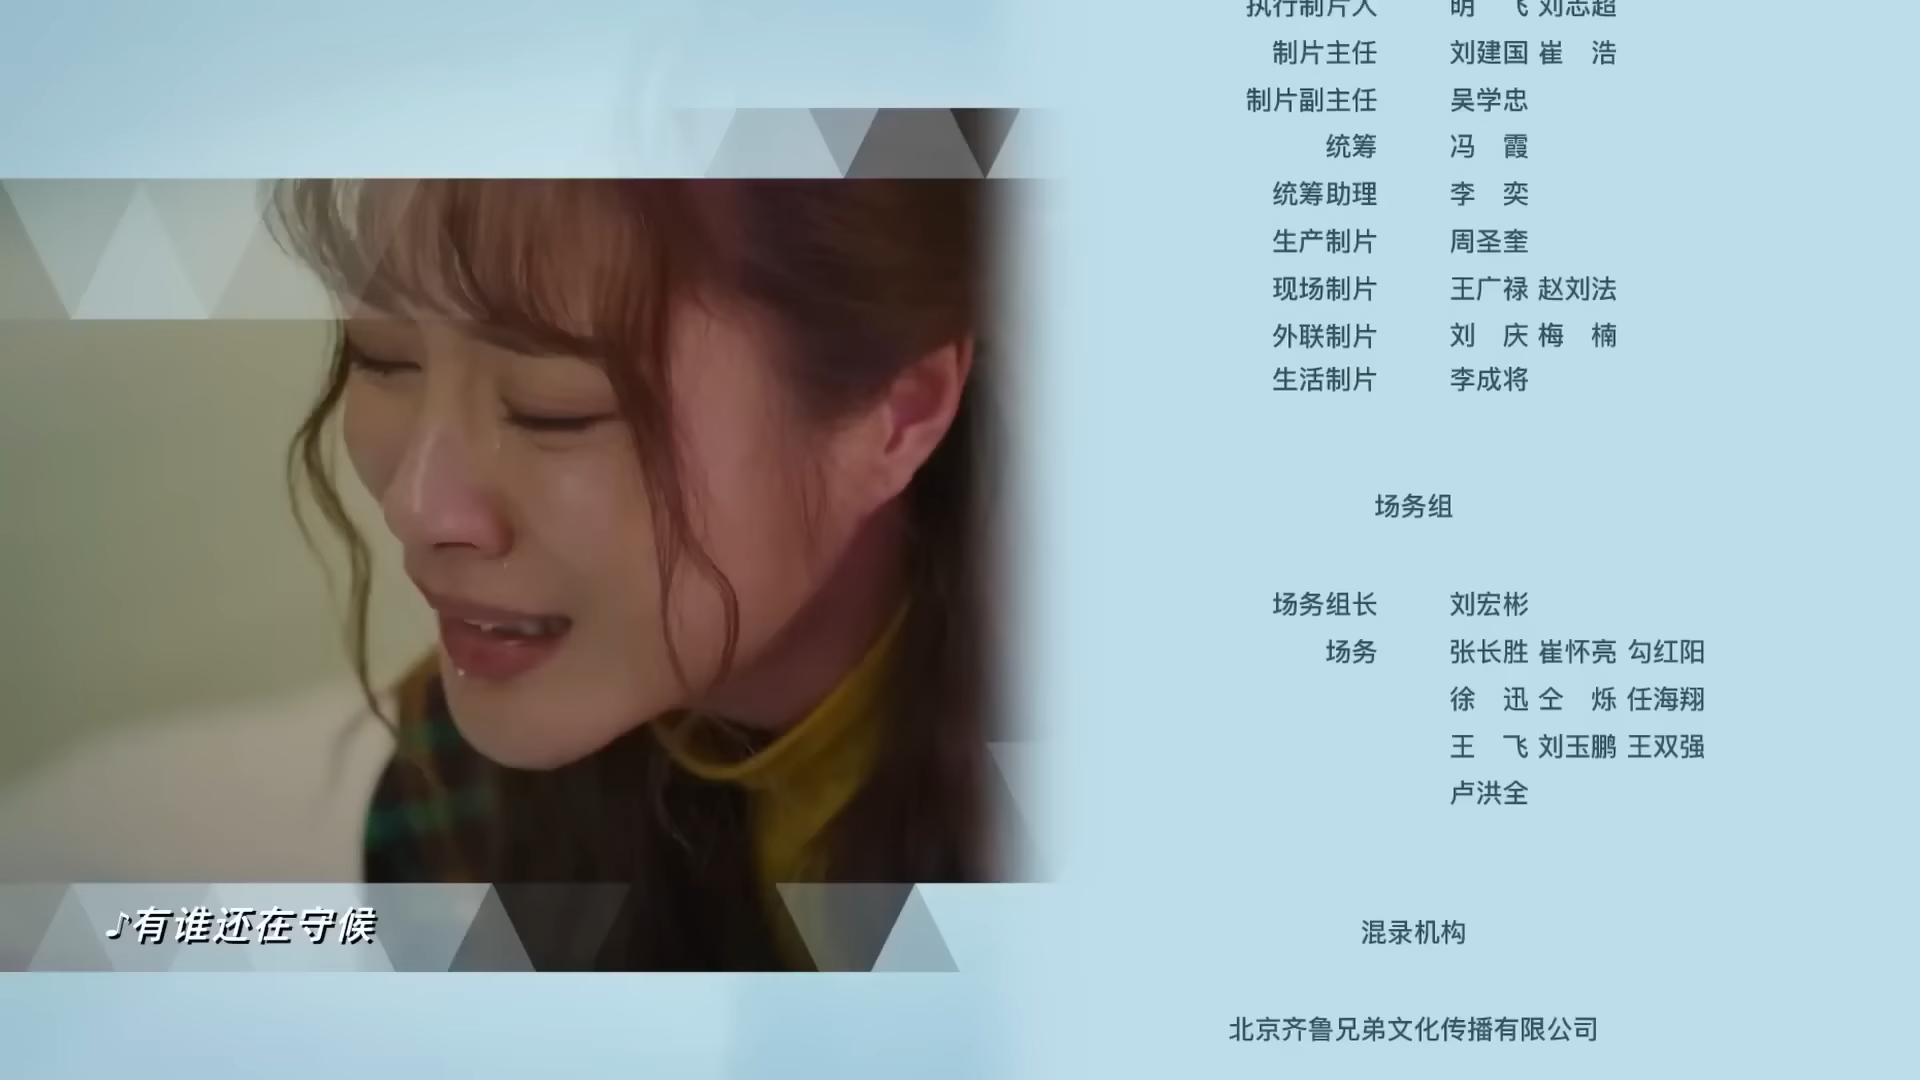 执行制片人 明 飞 刘志超
制片主任 刘建国 崔 浩
制片副主任 吴学忠
统筹 冯 霞
统筹助理 李 奕
生产制片 周圣奎
现场制片 王广禄 赵刘法
外联制片 刘 庆 梅 楠
生活制片 李成将
场务组
场务组长 刘宏彬
场务 张长胜 崔怀亮 勾红阳
徐 迅 仝 烁 任海翔
王 飞 刘玉鹏 王双强
卢洪全
♪有谁还在守候
混录机构
北京齐鲁兄弟文化传播有限公司